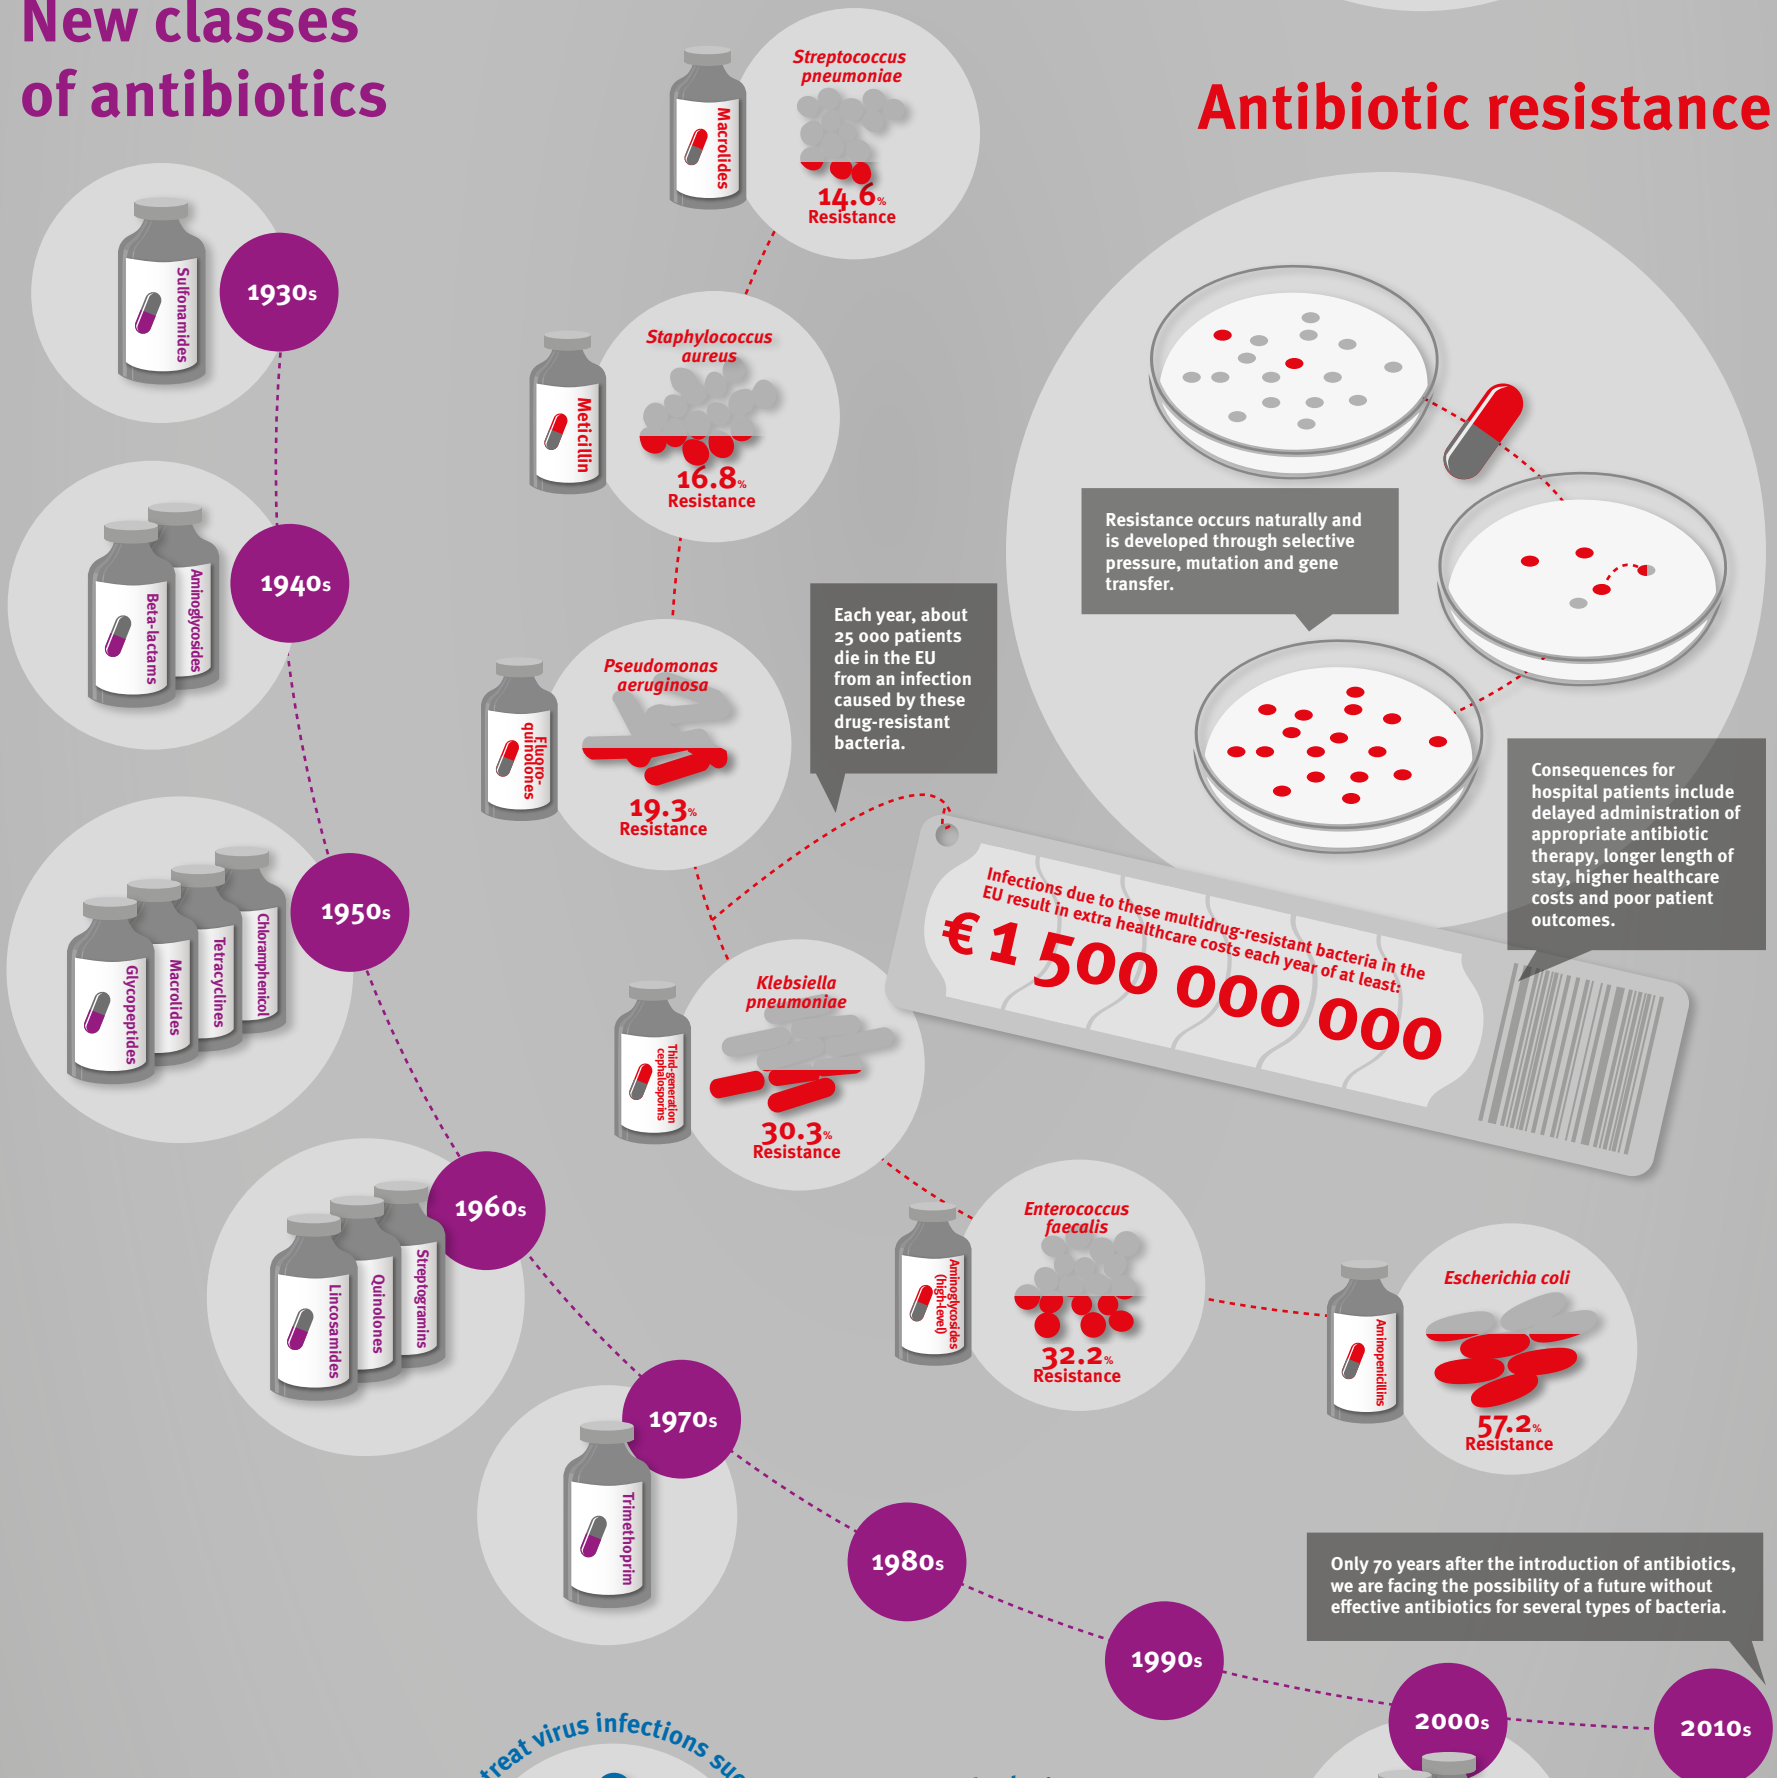 New classes
of antibiotics
Sulfonamides
1930s
Beta-lactams
Aminoglycosides
1940s
Glycopeptides
Macrolides
Tetracyclines
Chloramphenicol
1950s
Lincosamides
Quinolones
Streptogramins
1960s
Trimethoprim
1970s
1980s
1990s
2000s
2010s
Only 70 years after the introduction of antibiotics,
we are facing the possibility of a future without
effective antibiotics for several types of bacteria.
Antibiotic resistance
Macrolides
Streptococcus
pneumoniae
14.6%
Resistance
Meticillin
Staphylococcus
aureus
16.8%
Resistance
Fluoro-
quinolones
Pseudomonas
aeruginosa
19.3%
Resistance
Each year, about
25 000 patients
die in the EU
from an infection
caused by these
drug-resistant
bacteria.
Third-generation
cephalosporins
Klebsiella
pneumoniae
30.3%
Resistance
Aminoglycosides
(high-level)
Enterococcus
faecalis
32.2%
Resistance
Aminopenicillins
Escherichia coli
57.2%
Resistance
Resistance occurs naturally and
is developed through selective
pressure, mutation and gene
transfer.
Infections due to these multidrug-resistant bacteria in the
EU result in extra healthcare costs each year of at least:
€ 1 500 000 000
Consequences for
hospital patients include
delayed administration of
appropriate antibiotic
therapy, longer length of
stay, higher healthcare
costs and poor patient
outcomes.
treat virus infections suc